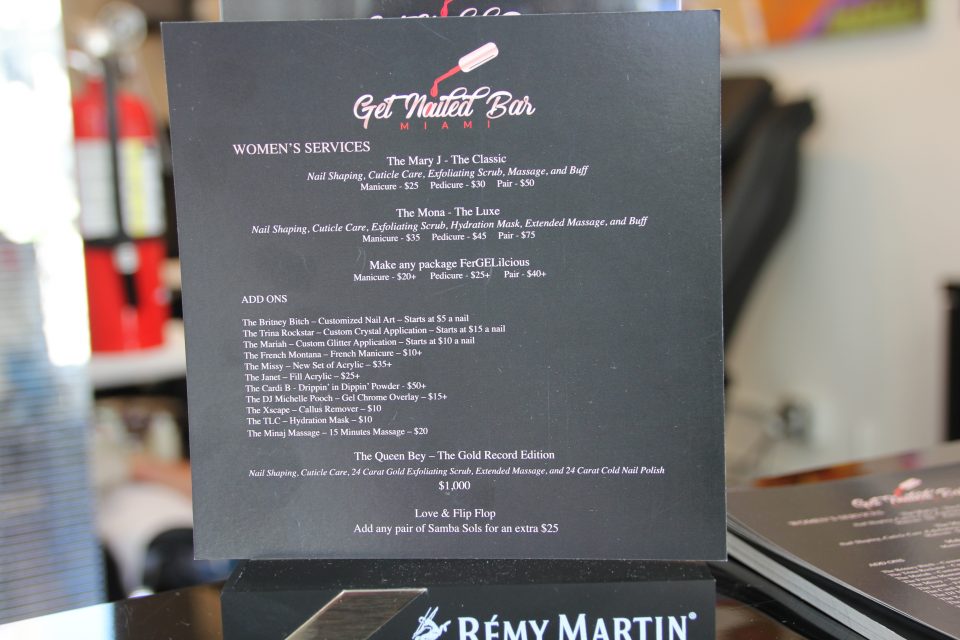 Get Nailed Bar
MIAMI
WOMEN'S SERVICES
The Mary J - The Classic
Nail Shaping, Cuticle Care, Exfoliating Scrub, Massage, and Buff
Manicure - $25 Pedicure - $30 Pair - $50
The Mona - The Luxe
Nail Shaping, Cuticle Care, Exfoliating Scrub, Hydration Mask, Extended Massage, and Buff
Manicure - $35 Pedicure - $45 Pair - $75
Make any package FerGELilcious
Manicure - $20+ Pedicure - $25+ Pair - $40+
ADD ONS
The Britney Bitch – Customized Nail Art – Starts at $5 a nail
The Trina Rockstar – Custom Crystal Application – Starts at $15 a nail
The Mariah – Custom Glitter Application – Starts at $10 a nail
The French Montana – French Manicure – $10+
The Missy – New Set of Acrylic – $35+
The Janet – Fill Acrylic – $25+
The Cardi B - Drippin' in Dippin' Powder - $50+
The DJ Michelle Pooch – Gel Chrome Overlay – $15+
The Xscape – Callus Remover – $10
The TLC – Hydration Mask – $10
The Minaj Massage – 15 Minutes Massage – $20
The Queen Bey – The Gold Record Edition
Nail Shaping, Cuticle Care, 24 Carat Gold Exfoliating Scrub, Extended Massage, and 24 Carat Cold Nail Polish
$1,000
Love & Flip Flop
Add any pair of Samba Sols for an extra $25
RÉMY MARTIN®
Get Nailed Bar
ADD ONS